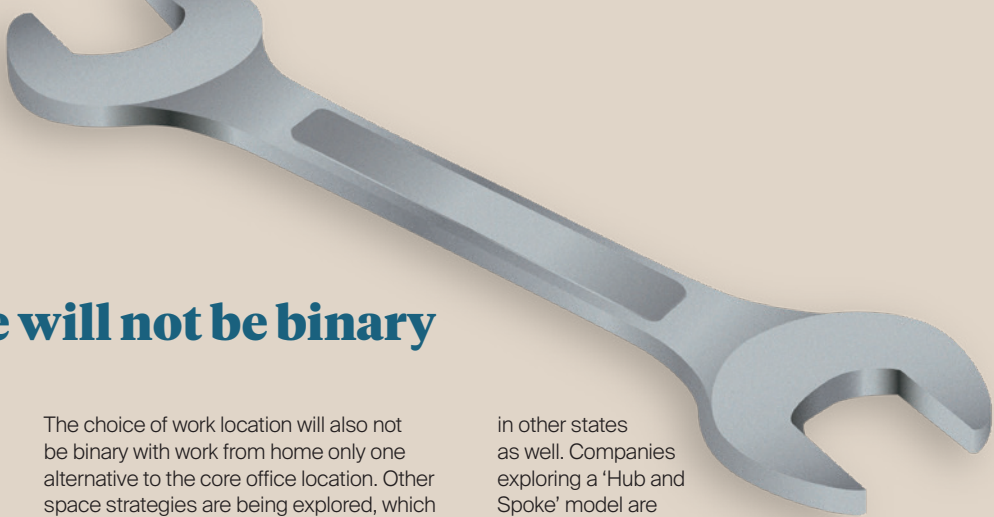 e will not be binary
The choice of work location will also not
be binary with work from home only one
alternative to the core office location. Other
space strategies are being explored, which
in other states
as well. Companies
exploring a ‘Hub and
Spoke’ model are